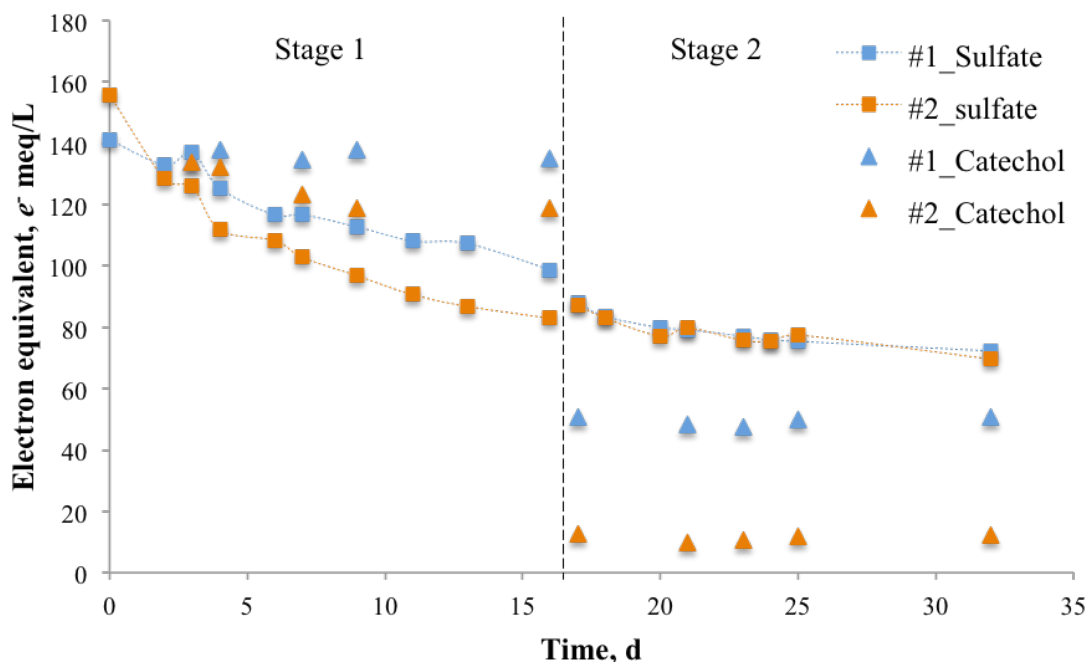 Stage 1
Stage 2
#1_Sulfate
#2_sulfate
#1_Catechol
#2_Catechol
Electron equivalent, e⁻ meq/L
180
160
140
120
100
80
60
40
20
0
0 5 10 15 20 25 30 35
Time, d